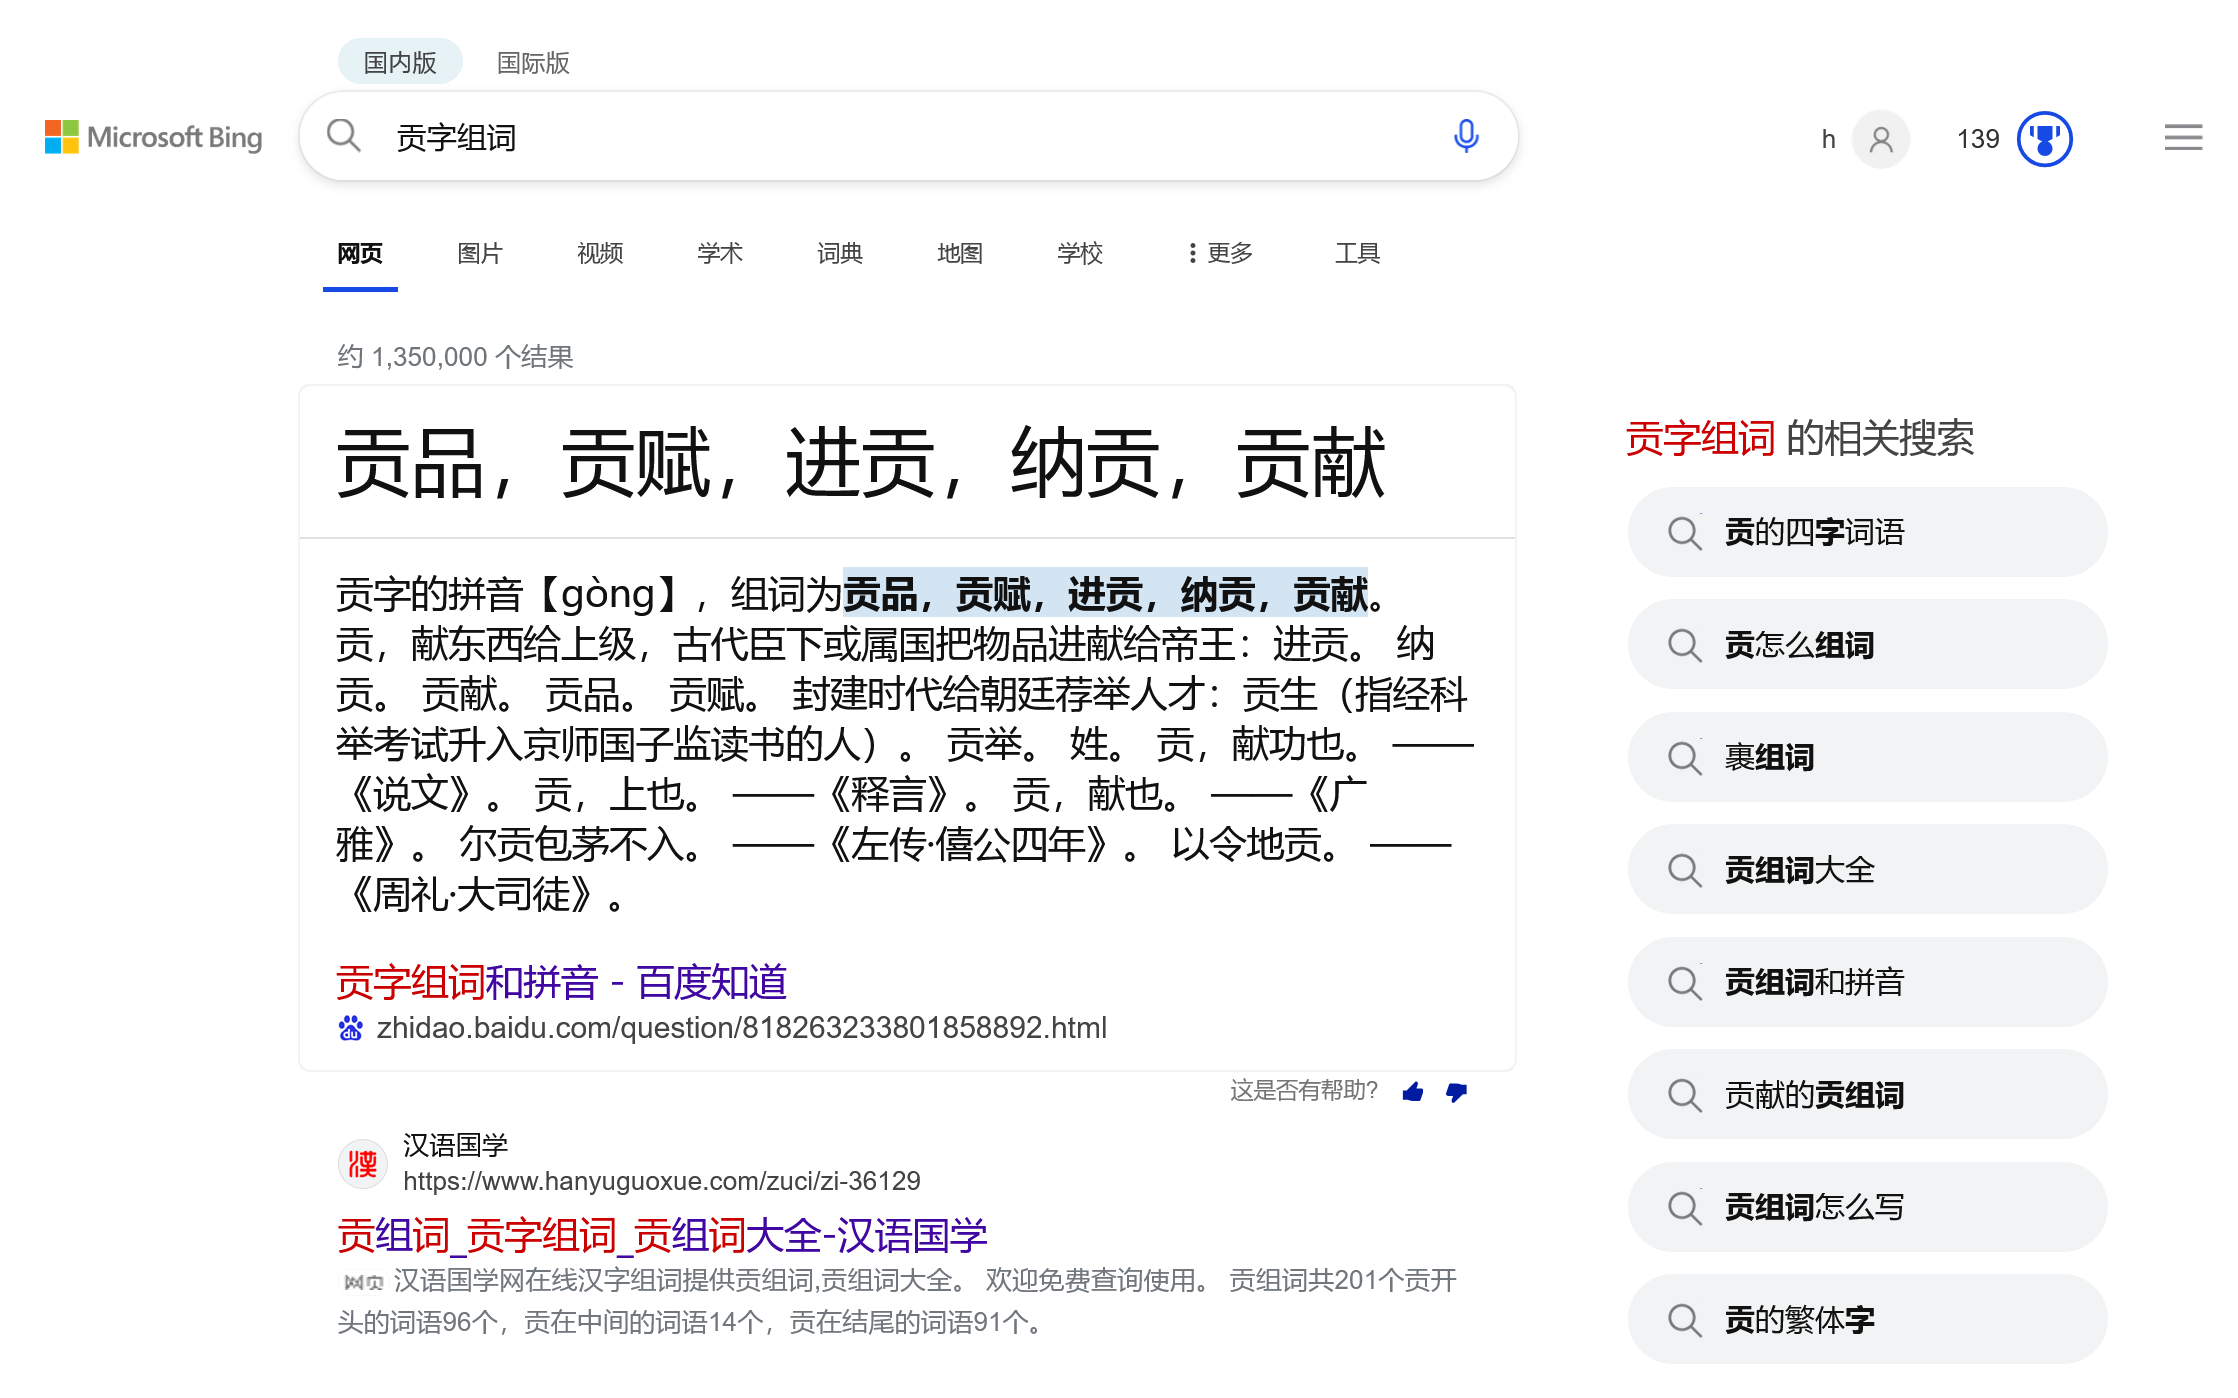 国内版 国际版
Microsoft Bing
贡字组词
h 139
网页 图片 视频 学术 词典 地图 学校 更多 工具
约 1,350,000 个结果
贡品，贡赋，进贡，纳贡，贡献
贡字的拼音【gòng】，组词为贡品，贡赋，进贡，纳贡，贡献。
贡，献东西给上级，古代臣下或属国把物品进献给帝王：进贡。 纳
贡。 贡献。 贡品。 贡赋。 封建时代给朝廷荐举人才：贡生（指经科
举考试升入京师国子监读书的人）。 贡举。 姓。 贡，献功也。 ——
《说文》。 贡，上也。 ——《释言》。 贡，献也。 ——《广
雅》。 尔贡包茅不入。 ——《左传·僖公四年》。 以令地贡。 ——
《周礼·大司徒》。
贡字组词和拼音 - 百度知道
du zhidao.baidu.com/question/818263233801858892.html
这是否有帮助?
漢 汉语国学
https://www.hanyuguoxue.com/zuci/zi-36129
贡组词_贡字组词_贡组词大全-汉语国学
网页 汉语国学网在线汉字组词提供贡组词,贡组词大全。 欢迎免费查询使用。 贡组词共201个贡开
头的词语96个，贡在中间的词语14个，贡在结尾的词语91个。
贡字组词 的相关搜索
贡的四字词语
贡怎么组词
裹组词
贡组词大全
贡组词和拼音
贡献的贡组词
贡组词怎么写
贡的繁体字